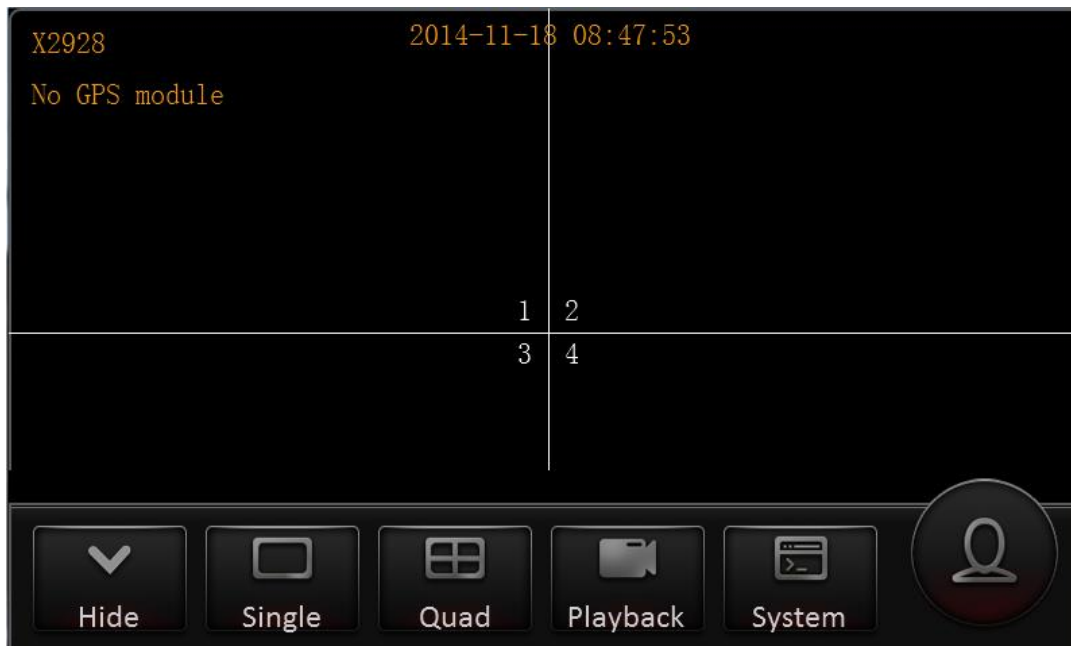 X2928 2014-11-18 08:47:53
No GPS module
1 2
3 4
Hide Single Quad Playback System